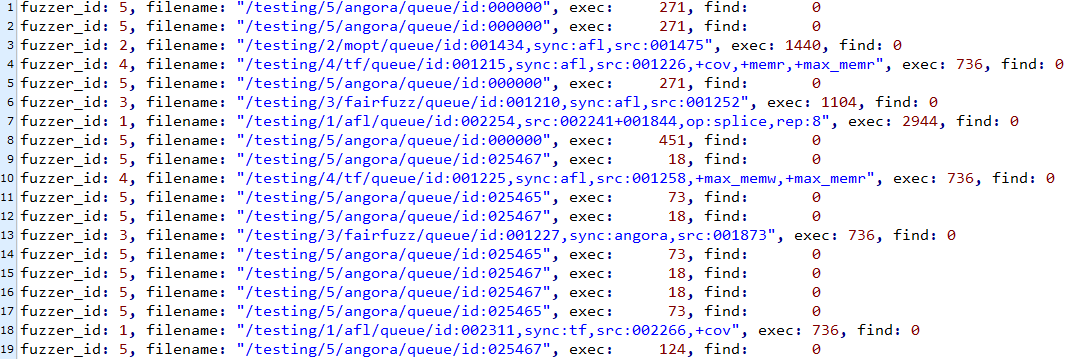 1 fuzzer_id: 5, filename: "/testing/5/angora/queue/id:000000", exec: 271, find: 0
2 fuzzer_id: 5, filename: "/testing/5/angora/queue/id:000000", exec: 271, find: 0
3 fuzzer_id: 2, filename: "/testing/2/mopt/queue/id:001434,sync:afl,src:001475", exec: 1440, find: 0
4 fuzzer_id: 4, filename: "/testing/4/tf/queue/id:001215,sync:afl,src:001226,+cov,+memr,+max_memr", exec: 736, find: 0
5 fuzzer_id: 5, filename: "/testing/5/angora/queue/id:000000", exec: 271, find: 0
6 fuzzer_id: 3, filename: "/testing/3/fairfuzz/queue/id:001210,sync:afl,src:001252", exec: 1104, find: 0
7 fuzzer_id: 1, filename: "/testing/1/afl/queue/id:002254,src:002241+001844,op:splice,rep:8", exec: 2944, find: 0
8 fuzzer_id: 5, filename: "/testing/5/angora/queue/id:000000", exec: 451, find: 0
9 fuzzer_id: 5, filename: "/testing/5/angora/queue/id:025467", exec: 18, find: 0
10 fuzzer_id: 4, filename: "/testing/4/tf/queue/id:001225,sync:afl,src:001258,+max_memw,+max_memr", exec: 736, find: 0
11 fuzzer_id: 5, filename: "/testing/5/angora/queue/id:025465", exec: 73, find: 0
12 fuzzer_id: 5, filename: "/testing/5/angora/queue/id:025467", exec: 18, find: 0
13 fuzzer_id: 3, filename: "/testing/3/fairfuzz/queue/id:001227,sync:angora,src:001873", exec: 736, find: 0
14 fuzzer_id: 5, filename: "/testing/5/angora/queue/id:025465", exec: 73, find: 0
15 fuzzer_id: 5, filename: "/testing/5/angora/queue/id:025467", exec: 18, find: 0
16 fuzzer_id: 5, filename: "/testing/5/angora/queue/id:025467", exec: 18, find: 0
17 fuzzer_id: 5, filename: "/testing/5/angora/queue/id:025465", exec: 73, find: 0
18 fuzzer_id: 1, filename: "/testing/1/afl/queue/id:002311,sync:tf,src:002266,+cov", exec: 736, find: 0
19 fuzzer_id: 5, filename: "/testing/5/angora/queue/id:025467", exec: 124, find: 0